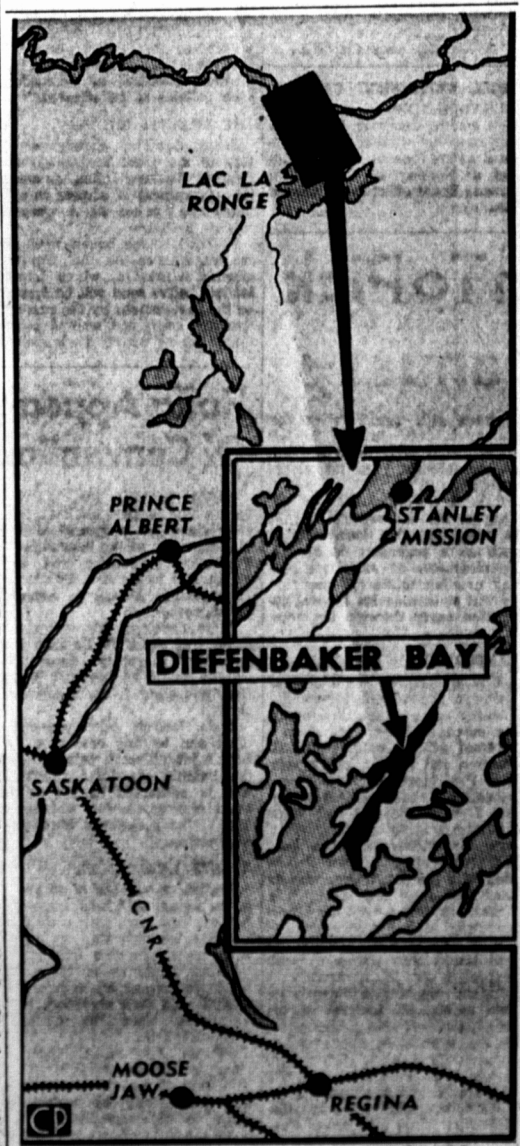 LAC LA
RONGE
PRINCE
ALBERT
STANLEY
MISSION
DIEFENBAKER BAY
SASKATOON
CNR
MOOSE
JAW
REGINA
CP